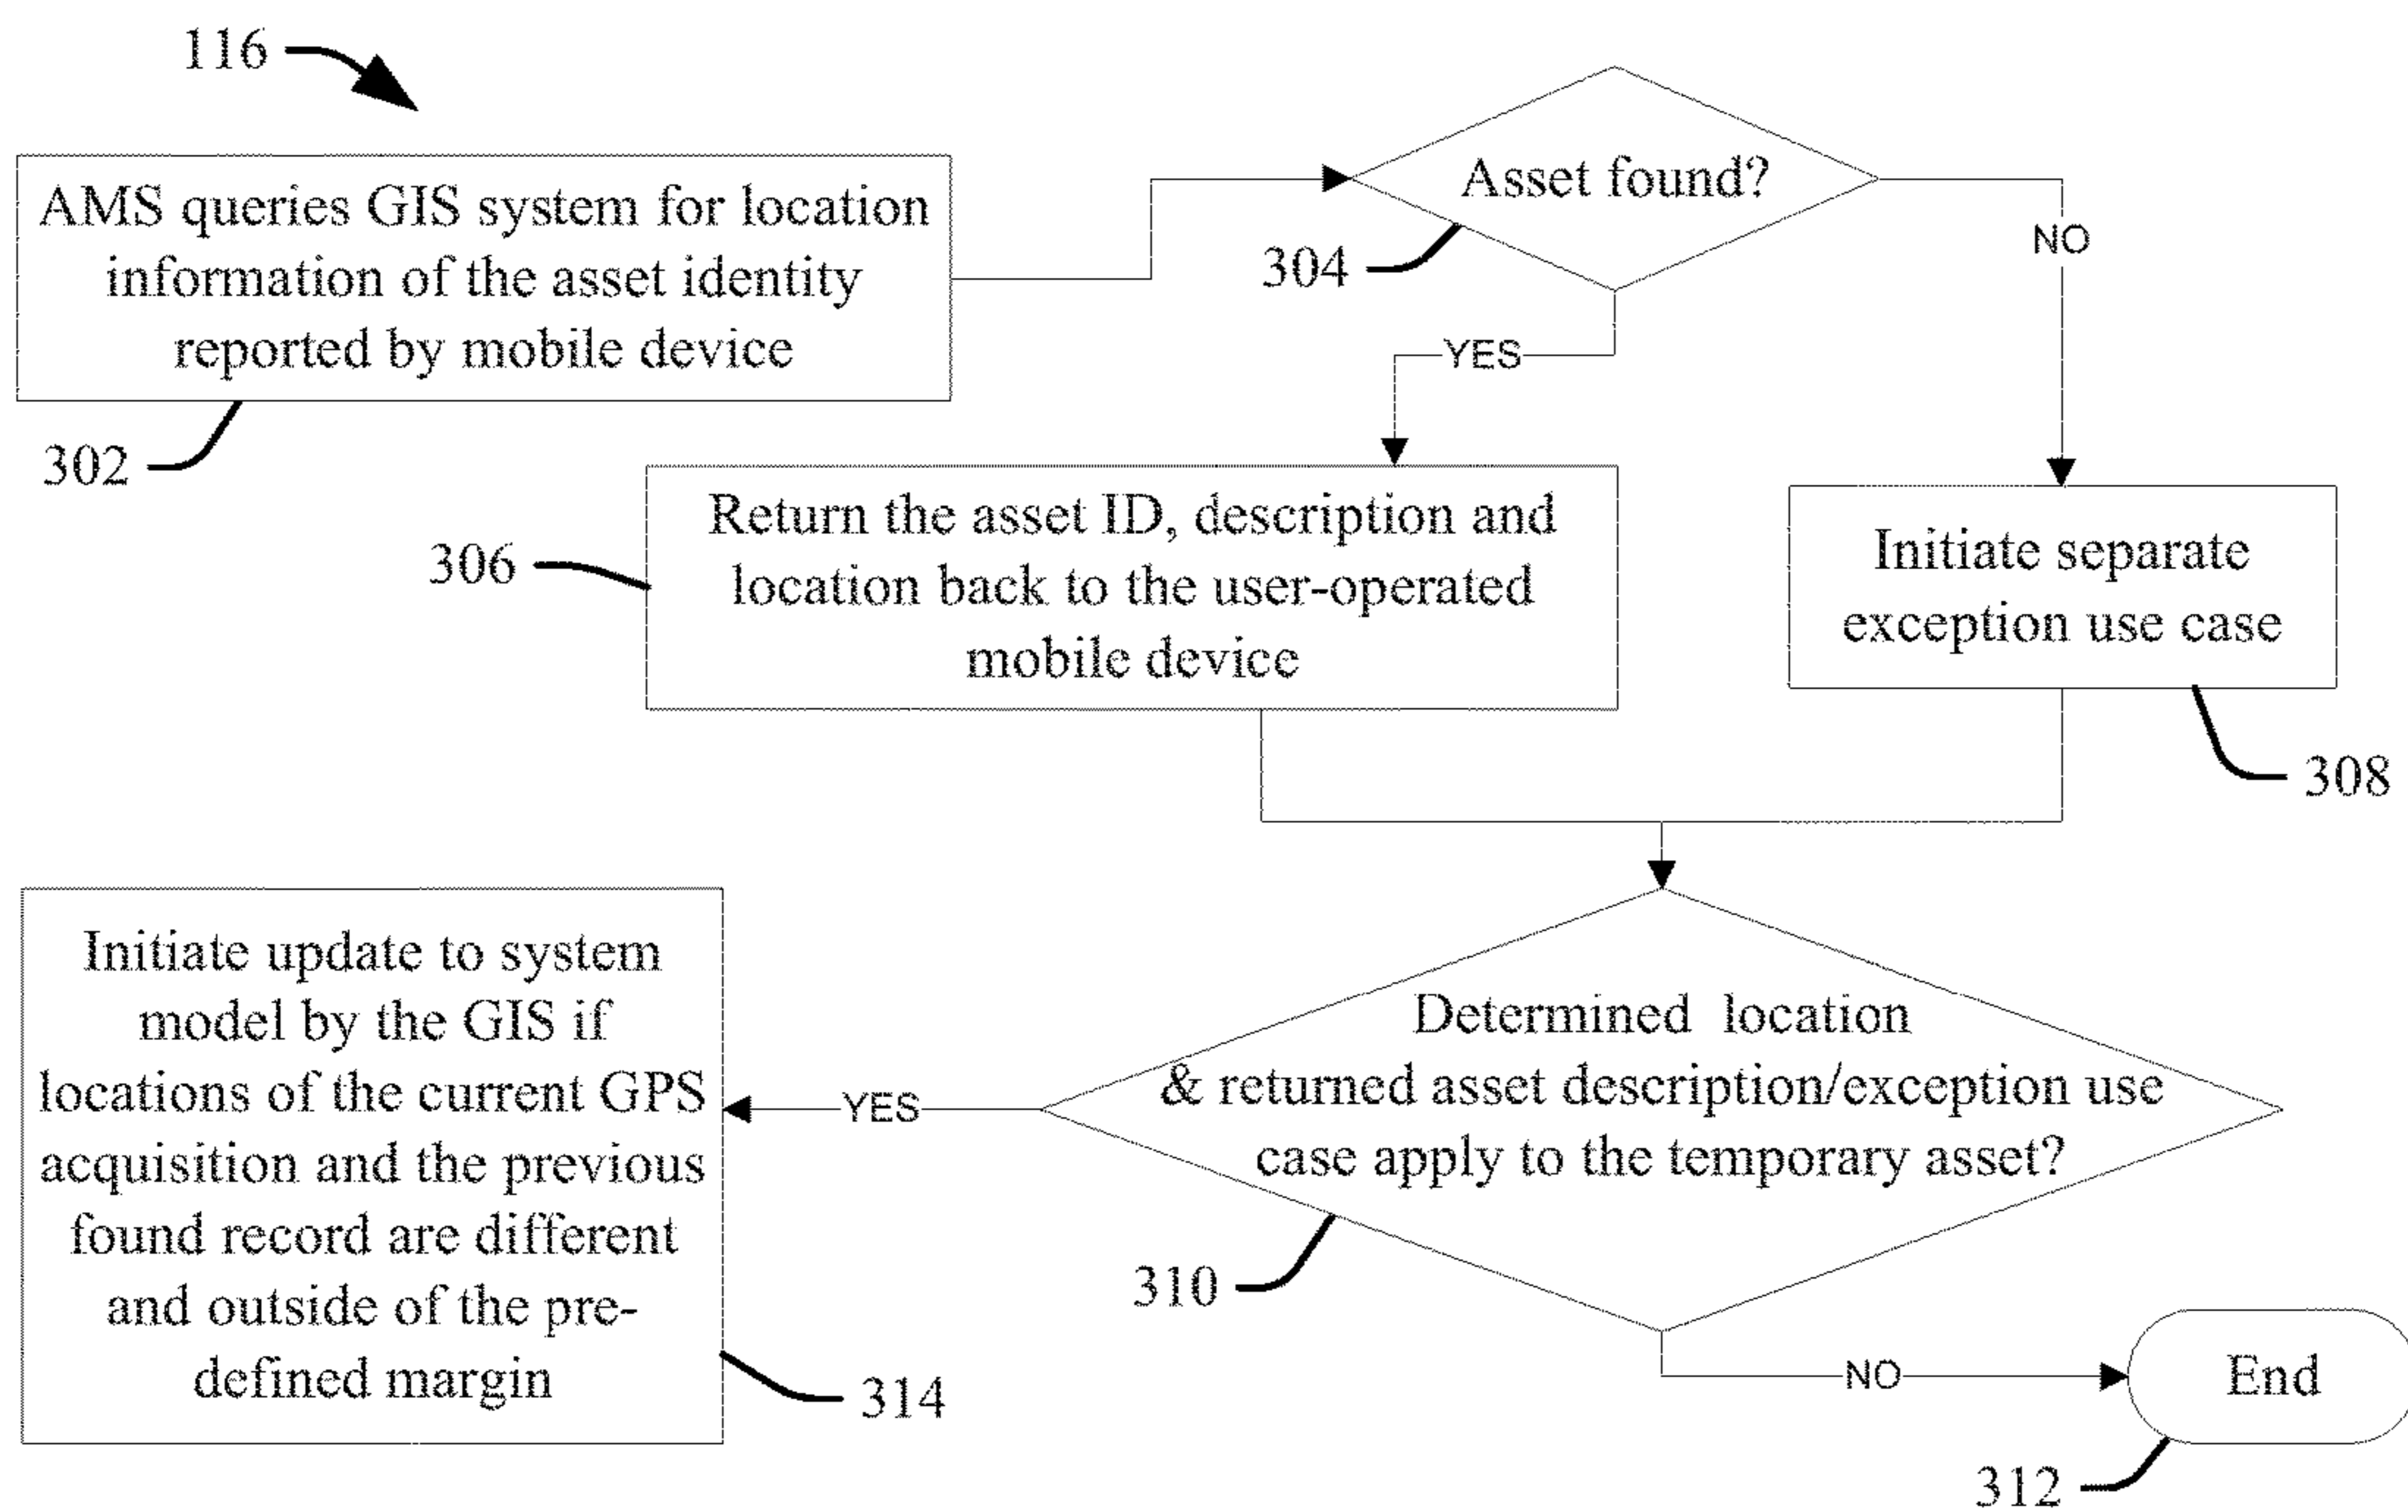 116
AMS queries GIS system for location
information of the asset identity
reported by mobile device
302
Asset found?
304
NO
YES
Return the asset ID, description and
location back to the user-operated
mobile device
306
Initiate separate
exception use case
308
Determined location
& returned asset description/exception use
case apply to the temporary asset?
310
YES
Initiate update to system
model by the GIS if
locations of the current GPS
acquisition and the previous
found record are different
and outside of the pre-
defined margin
314
NO
End
312